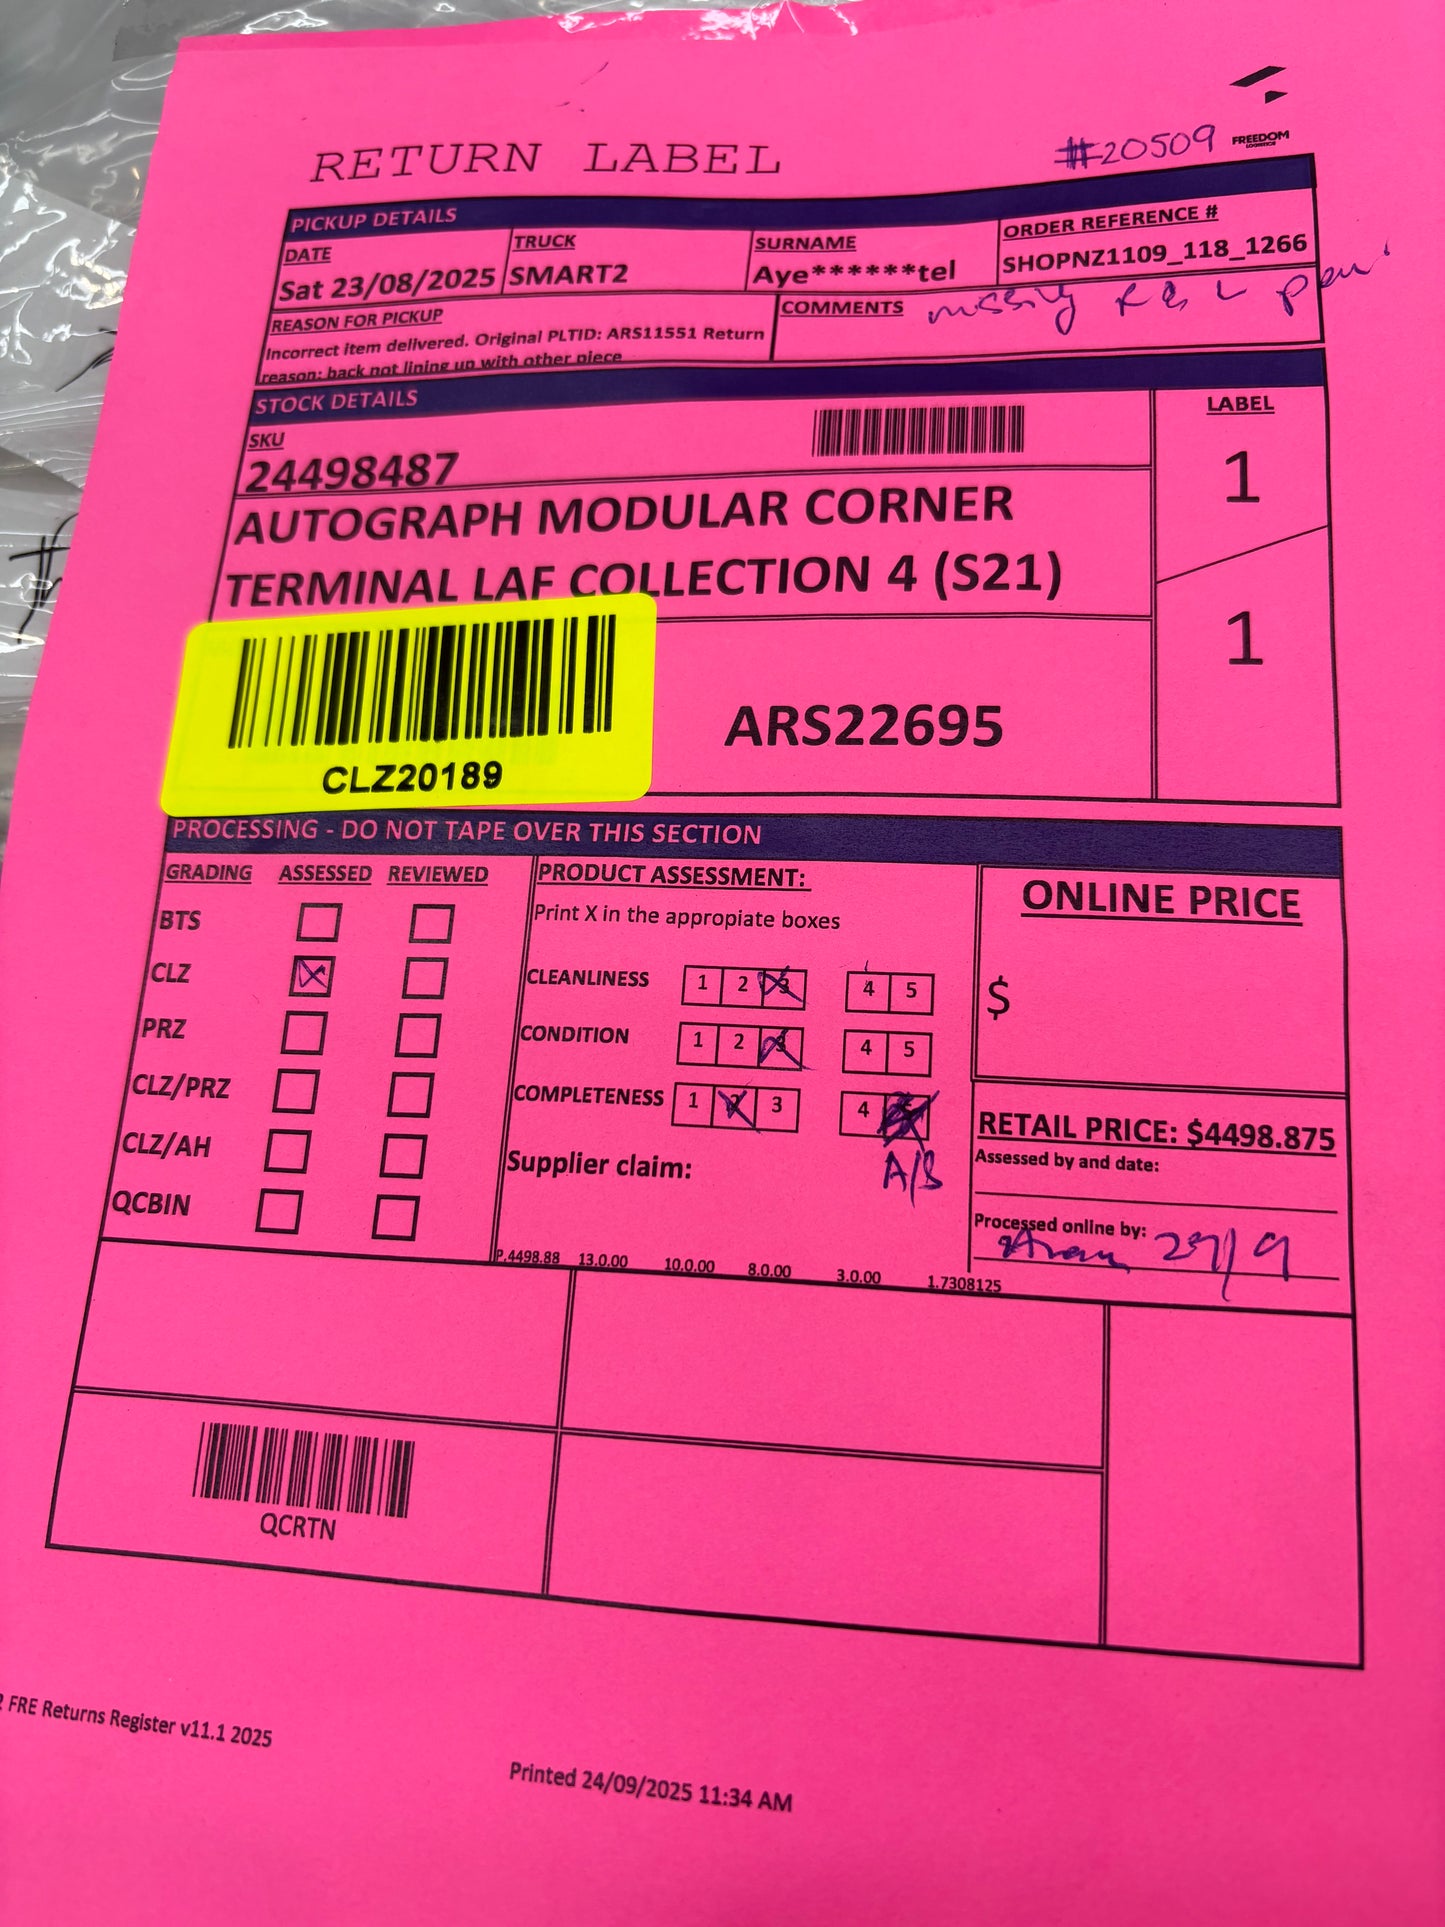 RETURN LABEL
#20509
FREEDOM
LOGISTICS
PICKUP DETAILS
DATE TRUCK SURNAME ORDER REFERENCE #
Sat 23/08/2025 SMART2 Aye******tel SHOPNZ1109_118_1266
REASON FOR PICKUP
Incorrect item delivered. Original PLTID: ARS11551 Return
reason: back not lining up with other piece
COMMENTS missing R & L
STOCK DETAILS
SKU
24498487
LABEL
1
1
AUTOGRAPH MODULAR CORNER
TERMINAL LAF COLLECTION 4 (S21)
CLZ20189
ARS22695
PROCESSING - DO NOT TAPE OVER THIS SECTION
GRADING ASSESSED REVIEWED
BTS
CLZ
PRZ
CLZ/PRZ
CLZ/AH
QCBIN
PRODUCT ASSESSMENT:
Print X in the appropiate boxes
CLEANLINESS 1 2 3 4 5
CONDITION 1 2 3 4 5
COMPLETENESS 1 2 3 4 5
A/S
Supplier claim:
P.4498.88 13.0.00 10.0.00 8.0.00 3.0.00 1.7308125
ONLINE PRICE
$
RETAIL PRICE: $4498.875
Assessed by and date:
Processed online by:
29/9
QCRTN
FRE Returns Register v11.1 2025
Printed 24/09/2025 11:34 AM